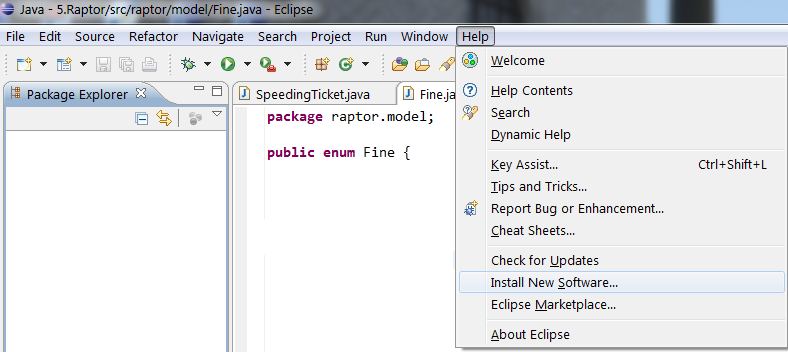 Java - 5.Raptor/src/raptor/model/Fine.java - Eclipse
File Edit Source Refactor Navigate Search Project Run Window Help
Package Explorer
SpeedingTicket.java
Fine.ja
package raptor.model;
public enum Fine {
Welcome
Help Contents
Search
Dynamic Help
Key Assist... Ctrl+Shift+L
Tips and Tricks...
Report Bug or Enhancement...
Cheat Sheets...
Check for Updates
Install New Software...
Eclipse Marketplace...
About Eclipse